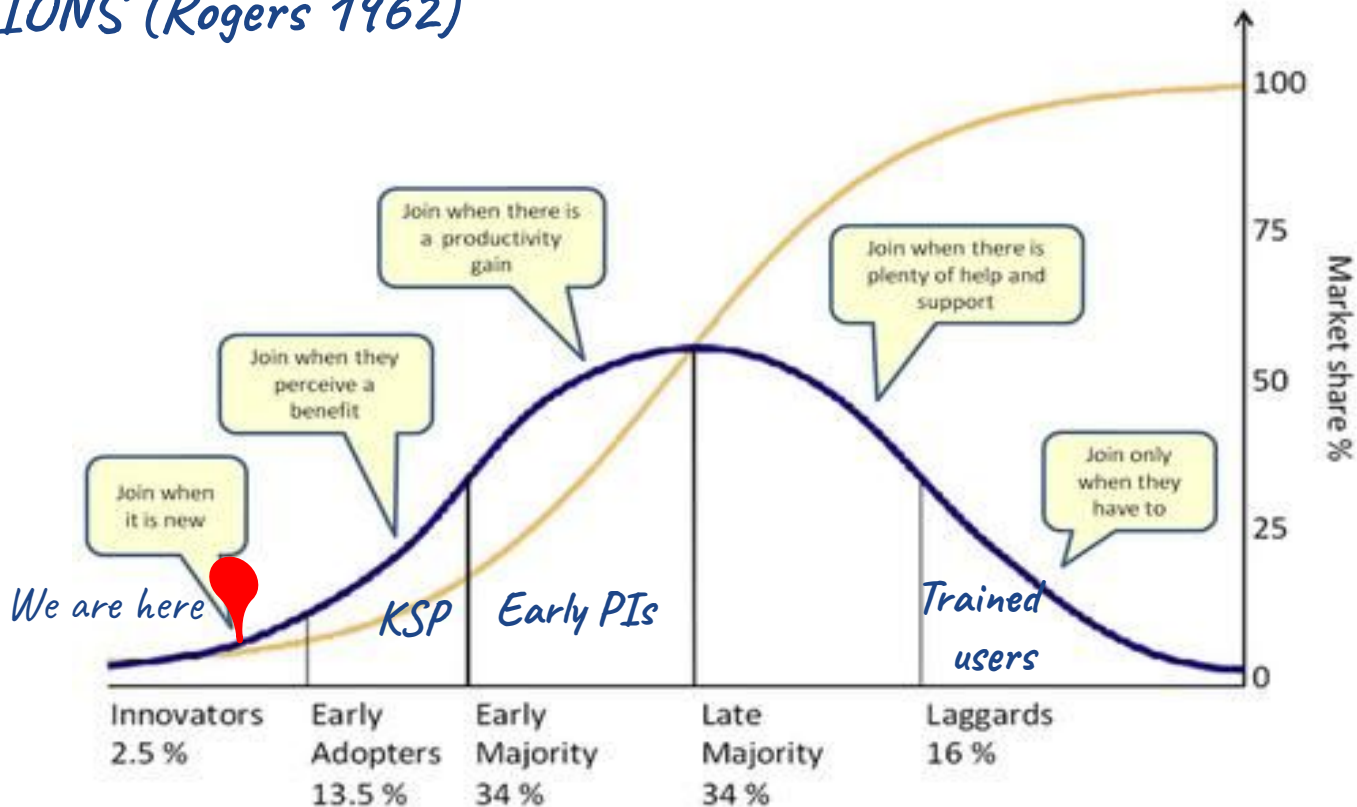 IONS (Rogers 1962)
100
Join when there is
a productivity
gain
75
Join when there is
plenty of help and
support
Market share %
Join when they
perceive a
benefit
50
Join only
when they
have to
Join when
it is new
25
We are here
KSP
Early PIs
Trained
users
0
Innovators
2.5 %
Early
Adopters
13.5 %
Early
Majority
34 %
Late
Majority
34 %
Laggards
16 %